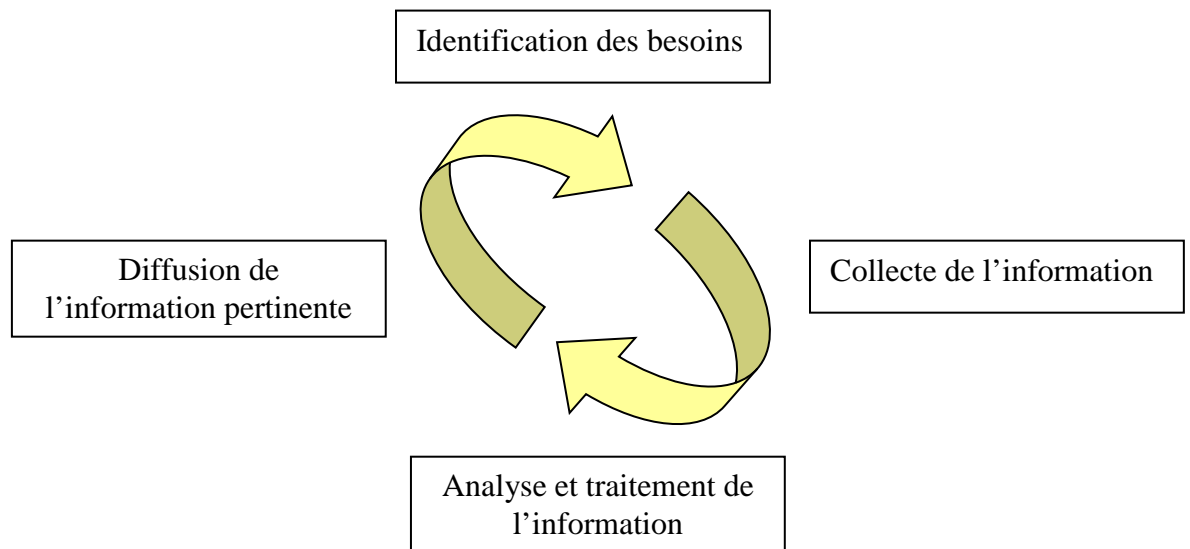 Identification des besoins
Diffusion de
l’information pertinente
Collecte de l’information
Analyse et traitement de
l’information